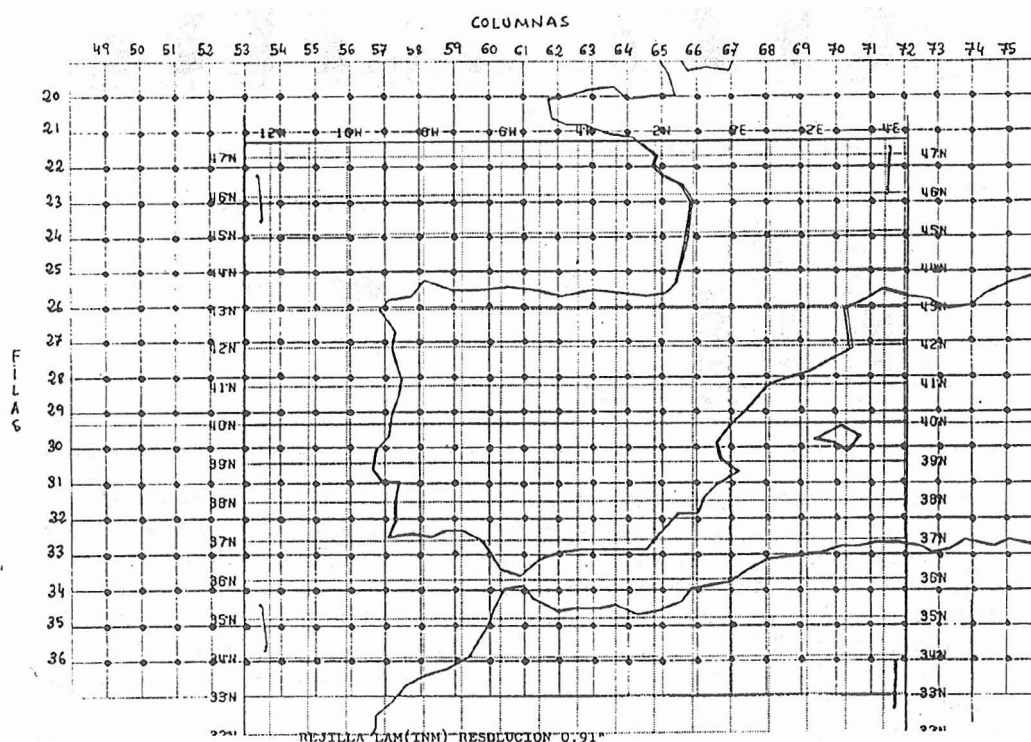 COLUMNAS
49 50 51 52 53 54 55 56 57 58 59 60 61 62 63 64 65 66 67 68 69 70 71 72 73 74 75
20
21
12W 10W 8W 6W 4W 2W 0E 2E 4E
47N 47N
22
46N 46N
23
24
45N 45N
25
44N 44N
26
43N 43N
27
42N 42N
28
41N 41N
29
40N 40N
30
39N 39N
31
38N 38N
32
37N 37N
33
36N 36N
34
35N 35N
35
34N 34N
36
33N 33N
32N 32N
FILAS
REJILLA LAM(INM) RESOLUCION 0.91°